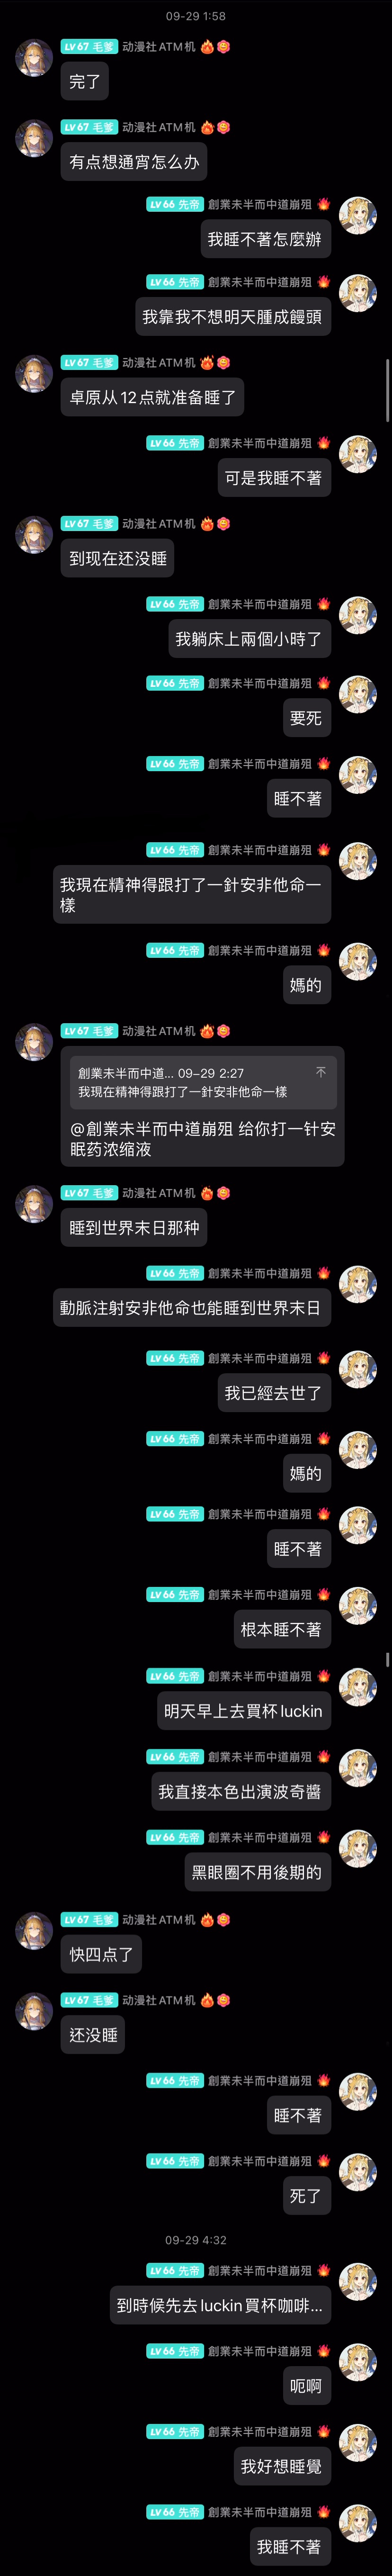 09-29 1:58
LV67 毛爹 动漫社ATM机
完了
LV67 毛爹 动漫社ATM机
有点想通宵怎么办
LV66 先帝 創業未半而中道崩殂
我睡不著怎麼辦
LV66 先帝 創業未半而中道崩殂
我靠我不想明天腫成饅頭
LV67 毛爹 动漫社ATM机
卓原从12点就准备睡了
LV66 先帝 創業未半而中道崩殂
可是我睡不著
LV67 毛爹 动漫社ATM机
到现在还没睡
LV66 先帝 創業未半而中道崩殂
我躺床上兩個小時了
LV66 先帝 創業未半而中道崩殂
要死
LV66 先帝 創業未半而中道崩殂
睡不著
LV66 先帝 創業未半而中道崩殂
我現在精神得跟打了一針安非他命一
樣
LV66 先帝 創業未半而中道崩殂
媽的
LV67 毛爹 动漫社ATM机
創業未半而中道... 09-29 2:27
我現在精神得跟打了一針安非他命一樣
@創業未半而中道崩殂 给你打一针安
眠药浓缩液
LV67 毛爹 动漫社ATM机
睡到世界末日那种
LV66 先帝 創業未半而中道崩殂
動脈注射安非他命也能睡到世界末日
LV66 先帝 創業未半而中道崩殂
我已經去世了
LV66 先帝 創業未半而中道崩殂
媽的
LV66 先帝 創業未半而中道崩殂
睡不著
LV66 先帝 創業未半而中道崩殂
根本睡不著
LV66 先帝 創業未半而中道崩殂
明天早上去買杯luckin
LV66 先帝 創業未半而中道崩殂
我直接本色出演波奇醬
LV66 先帝 創業未半而中道崩殂
黑眼圈不用後期的
LV67 毛爹 动漫社ATM机
快四点了
LV67 毛爹 动漫社ATM机
还没睡
LV66 先帝 創業未半而中道崩殂
睡不著
LV66 先帝 創業未半而中道崩殂
死了
09-29 4:32
LV66 先帝 創業未半而中道崩殂
到時候先去luckin買杯咖啡...
LV66 先帝 創業未半而中道崩殂
呃啊
LV66 先帝 創業未半而中道崩殂
我好想睡覺
LV66 先帝 創業未半而中道崩殂
我睡不著